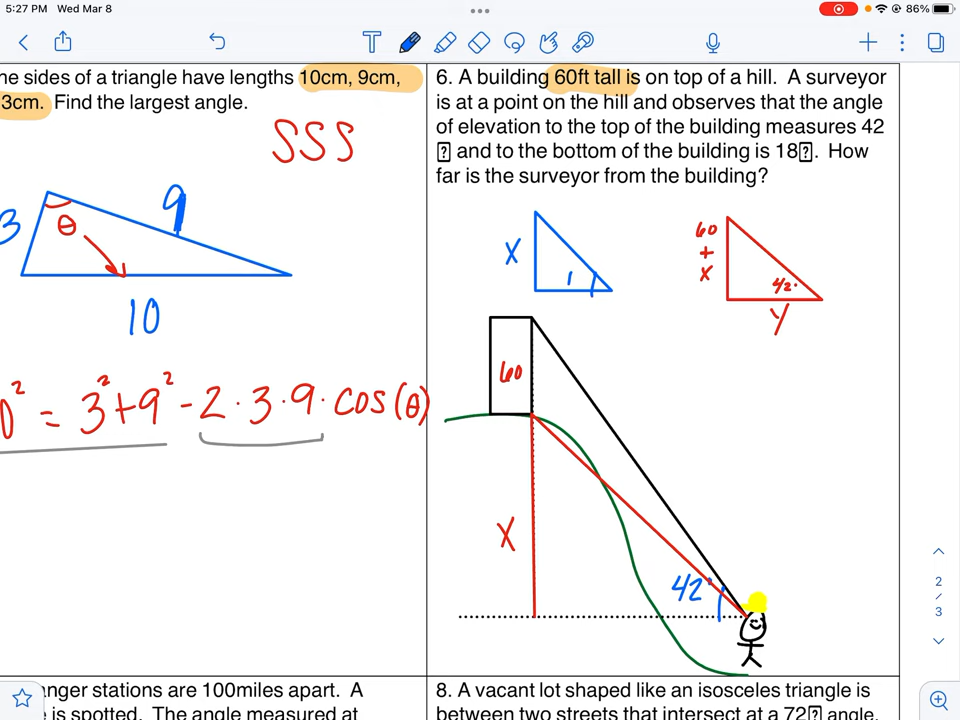 5:27 PM Wed Mar 8
86%
T
ne sides of a triangle have lengths 10cm, 9cm,
3cm. Find the largest angle.
SSS
3
9
θ
10
0² = 3² + 9² - 2 · 3 · 9 · cos(θ)
6. A building 60ft tall is on top of a hill. A surveyor
is at a point on the hill and observes that the angle
of elevation to the top of the building measures 42
⍰ and to the bottom of the building is 18⍰. How
far is the surveyor from the building?
X
1
60
+
X
42°
Y
60
X
42°
2
/
3
anger stations are 100miles apart. A
is spotted. The angle measured at
8. A vacant lot shaped like an isosceles triangle is
between two streets that intersect at a 72⍰ angle.